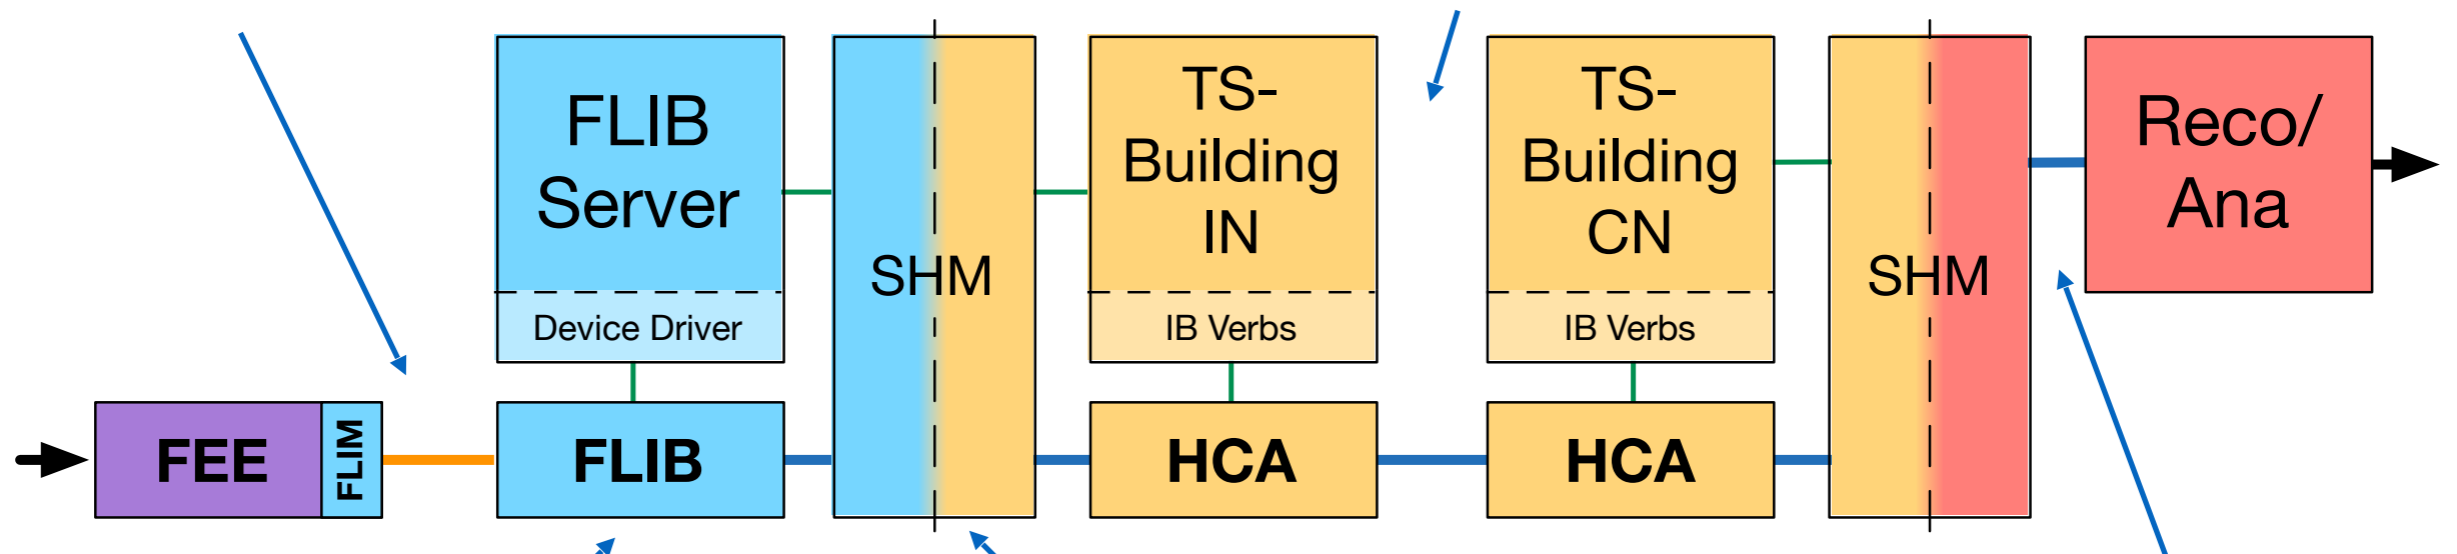 FLIB
Server
Device Driver
SHM
TS-
Building
IN
IB Verbs
TS-
Building
CN
IB Verbs
SHM
Reco/
Ana
FEE
FLIM
FLIB
HCA
HCA